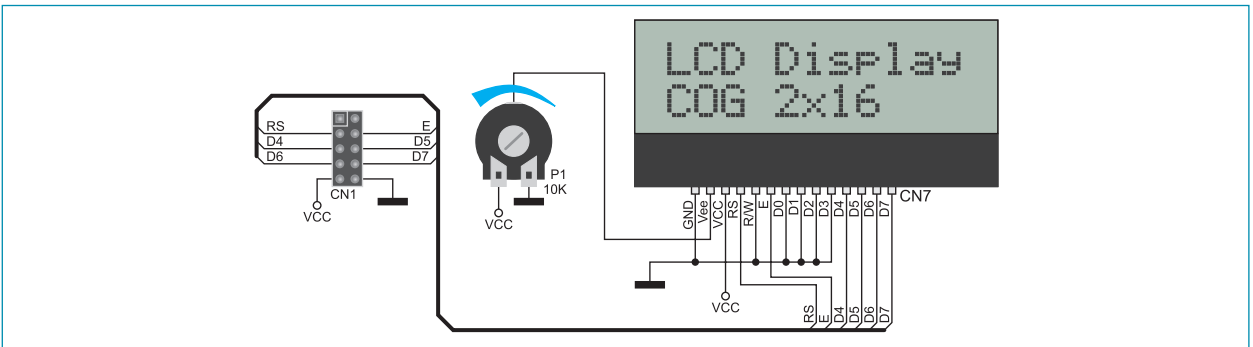 LCD Display
COG 2x16
RS E
D4 D5
D6 D7
CN1
VCC
P1
10K
VCC
CN7
GND
Vee
VCC
RS
R/W
E
D0
D1
D2
D3
D4
D5
D6
D7
VCC
RS
E
D4
D5
D6
D7